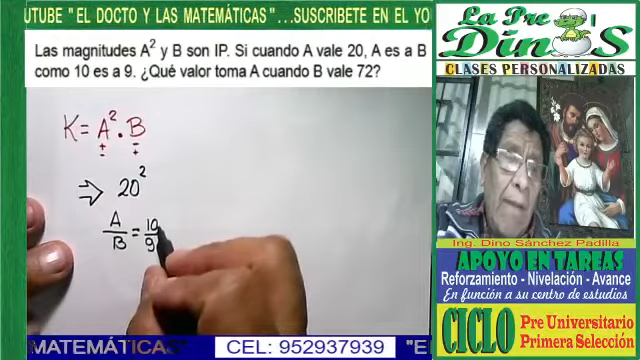 UTUBE "EL DOCTO Y LAS MATEMÁTICAS"...SUSCRIBETE EN EL YO
La Pre
DinoS
CLASES PERSONALIZADAS
Las magnitudes A² y B son IP. Si cuando A vale 20, A es a B
como 10 es a 9. ¿Qué valor toma A cuando B vale 72?
K = A² . B
⇒ 20²
A/B = 10/9
Ing. Dino Sánchez Padilla
APOYO EN TAREAS
Reforzamiento - Nivelación - Avance
En función a su centro de estudios
CICLO Pre Universitario
Primera Selección
MATEMÁTICAS" CEL: 952937939 "E